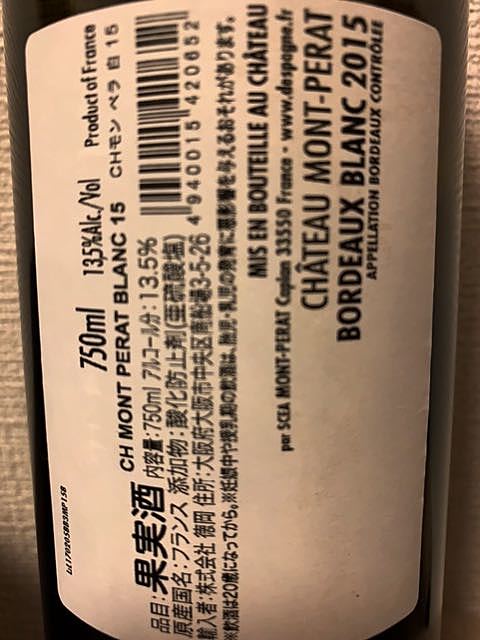 LL170205BB3MP15B
750ml 13,5%Alc./Vol Product of France
CH MONT PERAT BLANC 15 CHモン ペラ 白 15
品目:果実酒 内容量:750ml アルコール分:13.5%
原産国名:フランス 添加物:酸化防止剤(亜硫酸塩)
輸入者:株式会社 徳岡 住所:大阪府大阪市中央区南船場3-5-26
4 940015 420652
※飲酒は20歳になってから。※妊娠中や授乳期の飲酒は、胎児・乳児の発育に悪影響を与えるおそれがあります。
MIS EN BOUTEILLE AU CHÂTEAU
par SCEA MONT-PERAT Capian 33550 France • www.despagne.fr
CHÂTEAU MONT-PERAT
BORDEAUX BLANC 2015
APPELLATION BORDEAUX CONTRÔLÉE